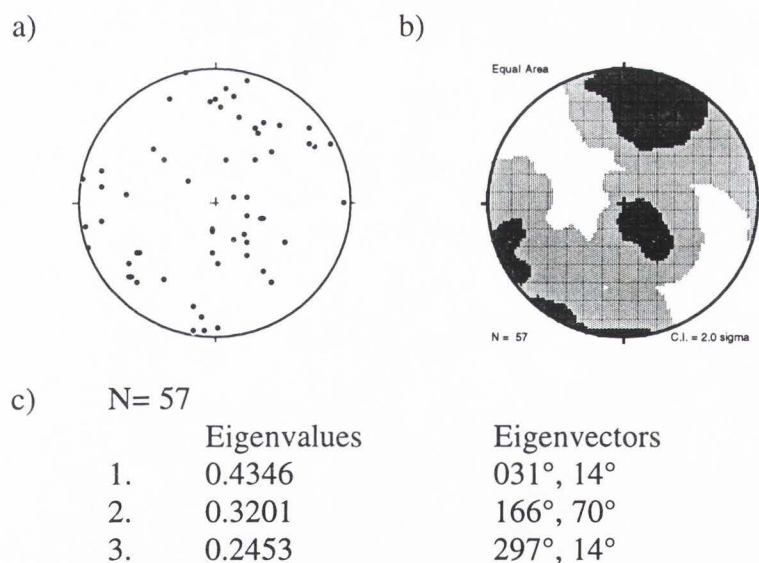 a)
b)
Equal Area
N = 57
C.I. = 2.0 sigma
c) N= 57
Eigenvalues Eigenvectors
1. 0.4346 031°, 14°
2. 0.3201 166°, 70°
3. 0.2453 297°, 14°